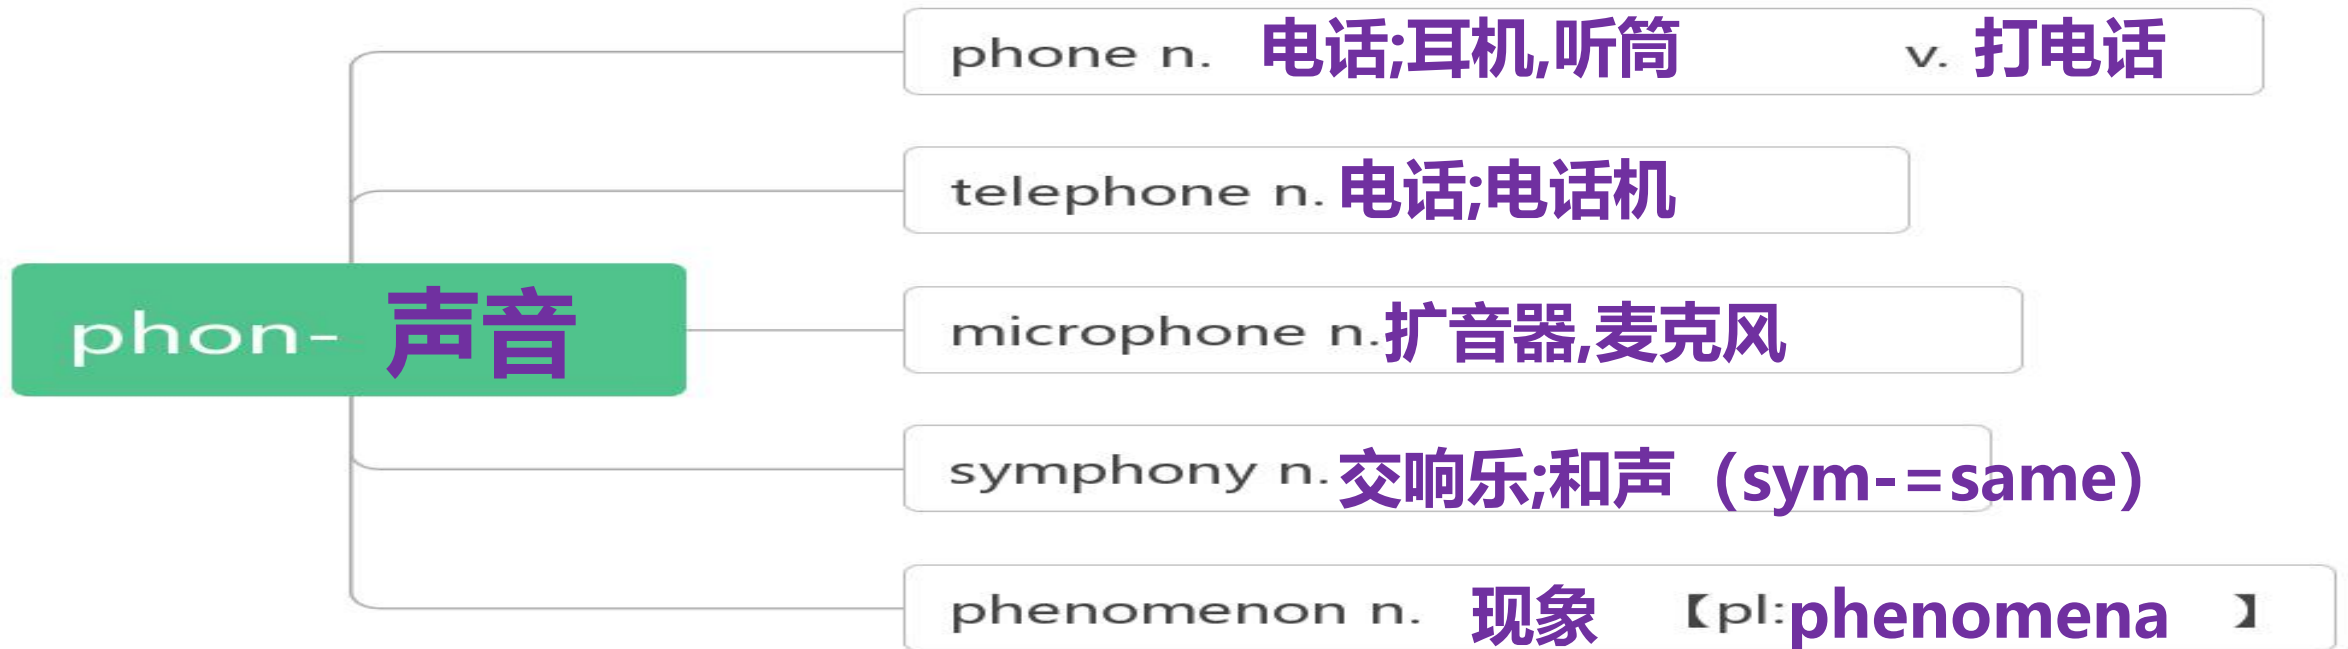 phone n. 电话;耳机,听筒 v. 打电话
telephone n. 电话;电话机
phon- 声音
microphone n.扩音器,麦克风
symphony n.交响乐;和声（sym-=same）
phenomenon n. 现象 【pl:phenomena 】